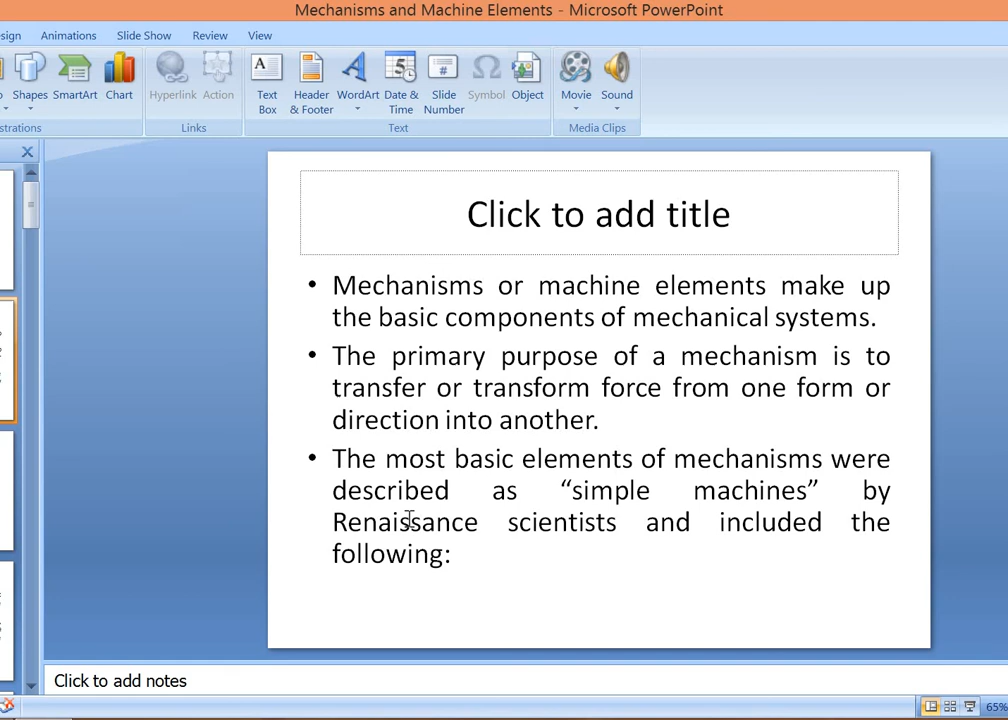 Mechanisms and Machine Elements - Microsoft PowerPoint
Animations Slide Show Review View
Shapes SmartArt Chart Hyperlink Action Text Box Header & Footer WordArt Date & Time Slide Number Symbol Object Movie Sound
Links Text Media Clips
Click to add title
• Mechanisms or machine elements make up
the basic components of mechanical systems.
• The primary purpose of a mechanism is to
transfer or transform force from one form or
direction into another.
• The most basic elements of mechanisms were
described as “simple machines” by
Renaissance scientists and included the
following:
Click to add notes
65%